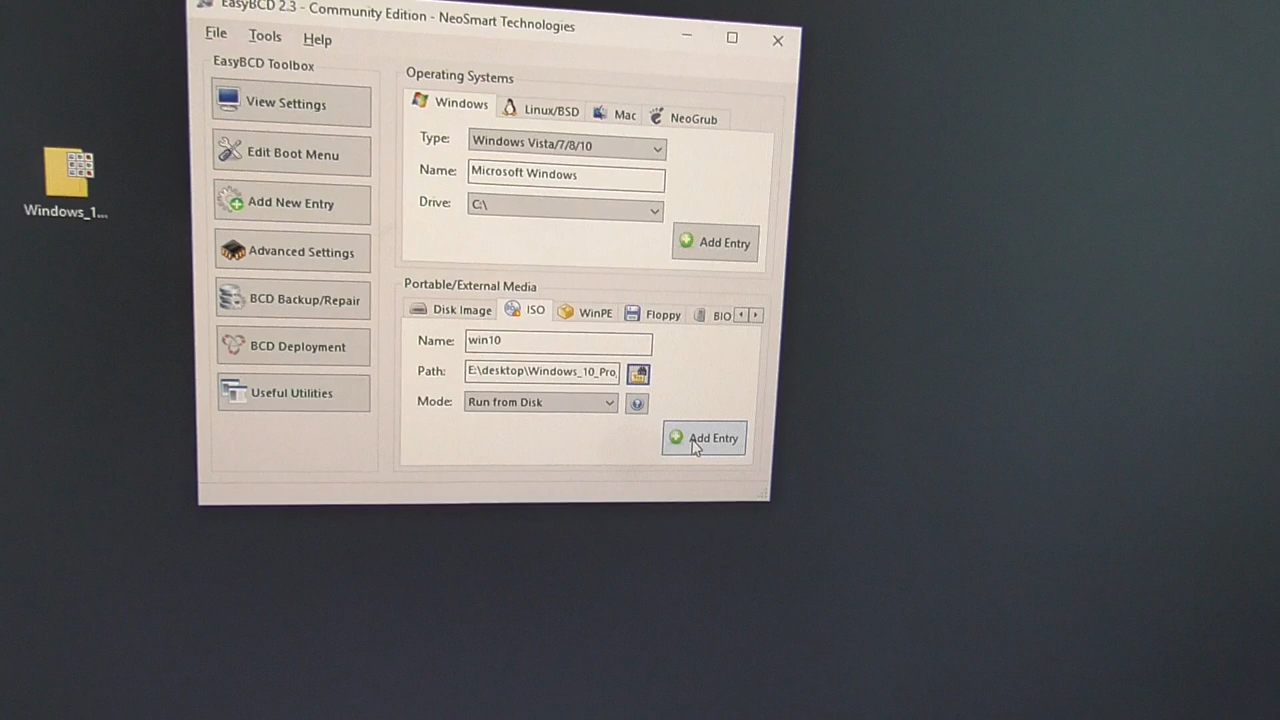 EasyBCD 2.3 - Community Edition - NeoSmart Technologies
File Tools Help
EasyBCD Toolbox
View Settings
Edit Boot Menu
Add New Entry
Advanced Settings
BCD Backup/Repair
BCD Deployment
Useful Utilities
Operating Systems
Windows Linux/BSD Mac NeoGrub
Type: Windows Vista/7/8/10
Name: Microsoft Windows
Drive: C:\
Add Entry
Portable/External Media
Disk Image ISO WinPE Floppy BIO
Name: win10
Path: E:\desktop\Windows_10_Pro,
Mode: Run from Disk
Add Entry
Windows_1...